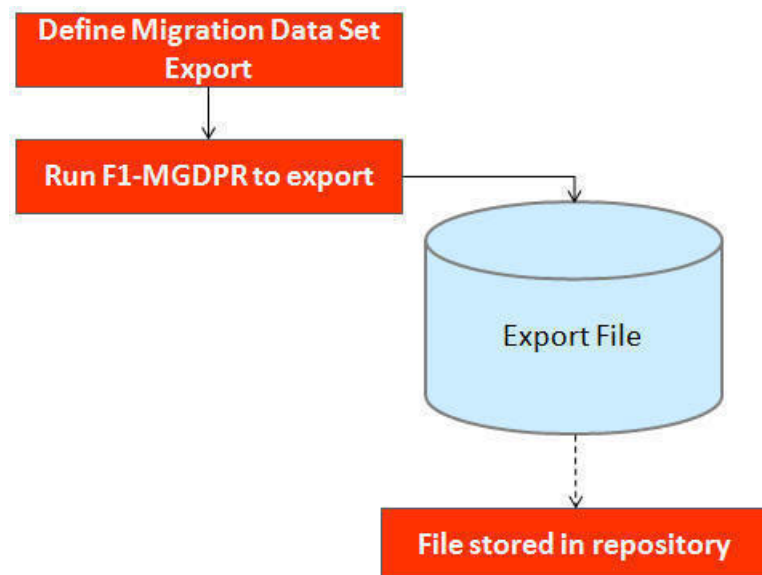 Define Migration Data Set
Export
Run F1-MGDPR to export
Export File
File stored in repository